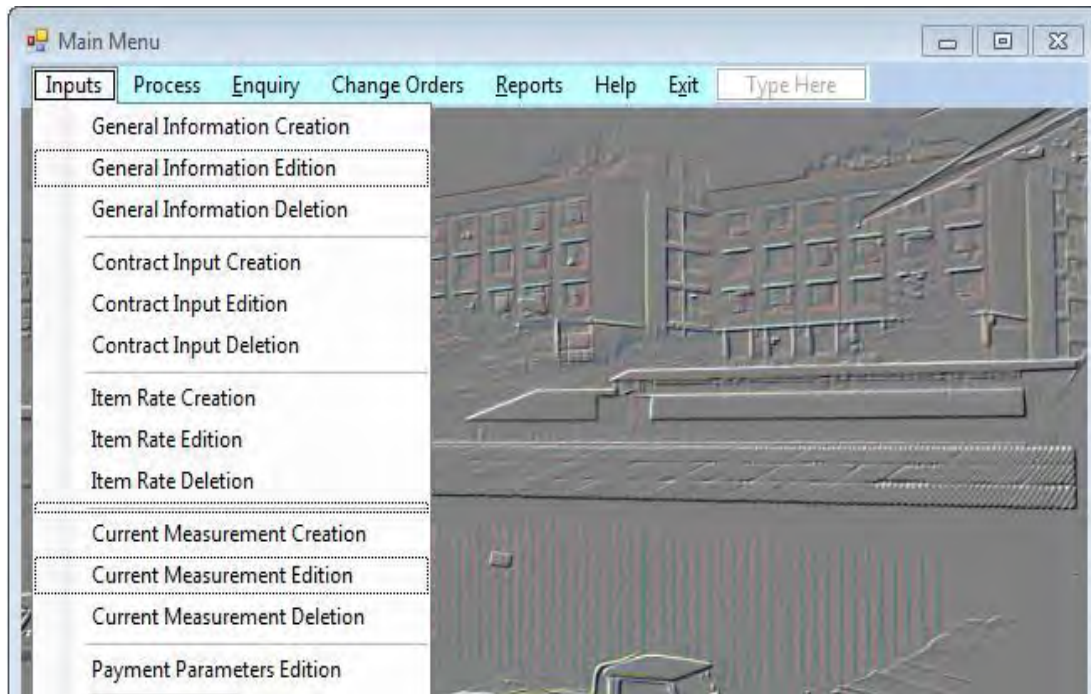 Main Menu
Inputs Process Enquiry Change Orders Reports Help Exit Type Here
General Information Creation
General Information Edition
General Information Deletion
Contract Input Creation
Contract Input Edition
Contract Input Deletion
Item Rate Creation
Item Rate Edition
Item Rate Deletion
Current Measurement Creation
Current Measurement Edition
Current Measurement Deletion
Payment Parameters Edition